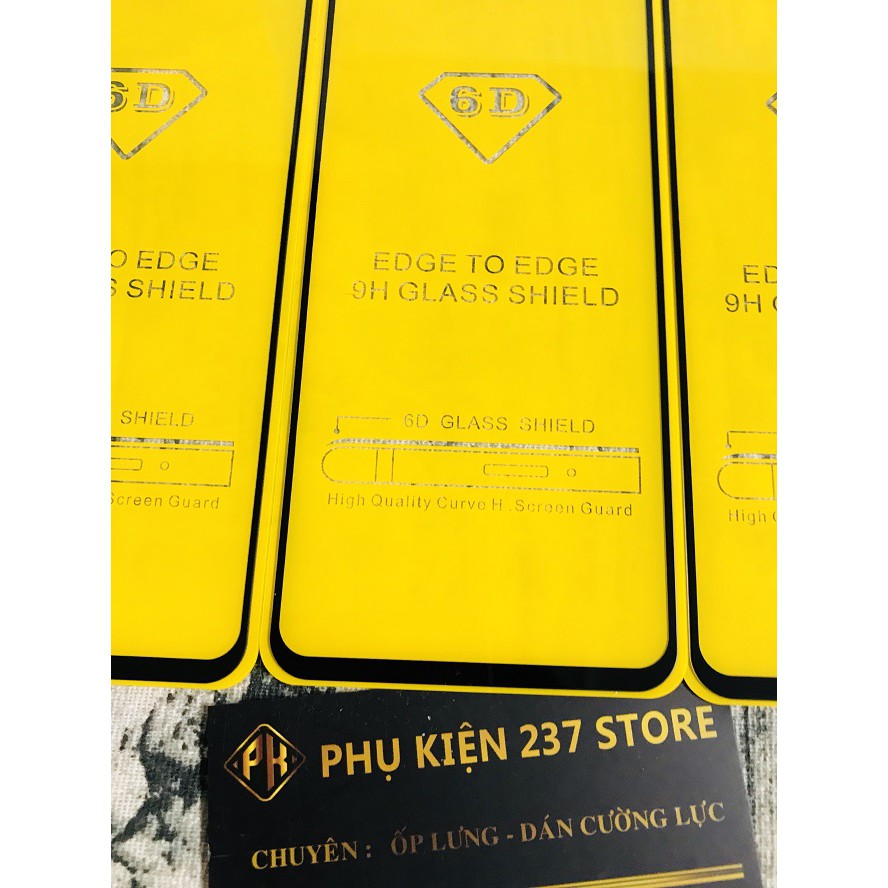 6D
EDGE TO EDGE
9H GLASS SHIELD
6D GLASS SHIELD
High Quality Curve H .Screen Guard
6D
O EDGE
SHIELD
SHIELD
Screen Guard
ED
9H
High
PK PHỤ KIỆN 237 STORE
CHUYÊN : ỐP LƯNG - DÁN CƯỜNG LỰC